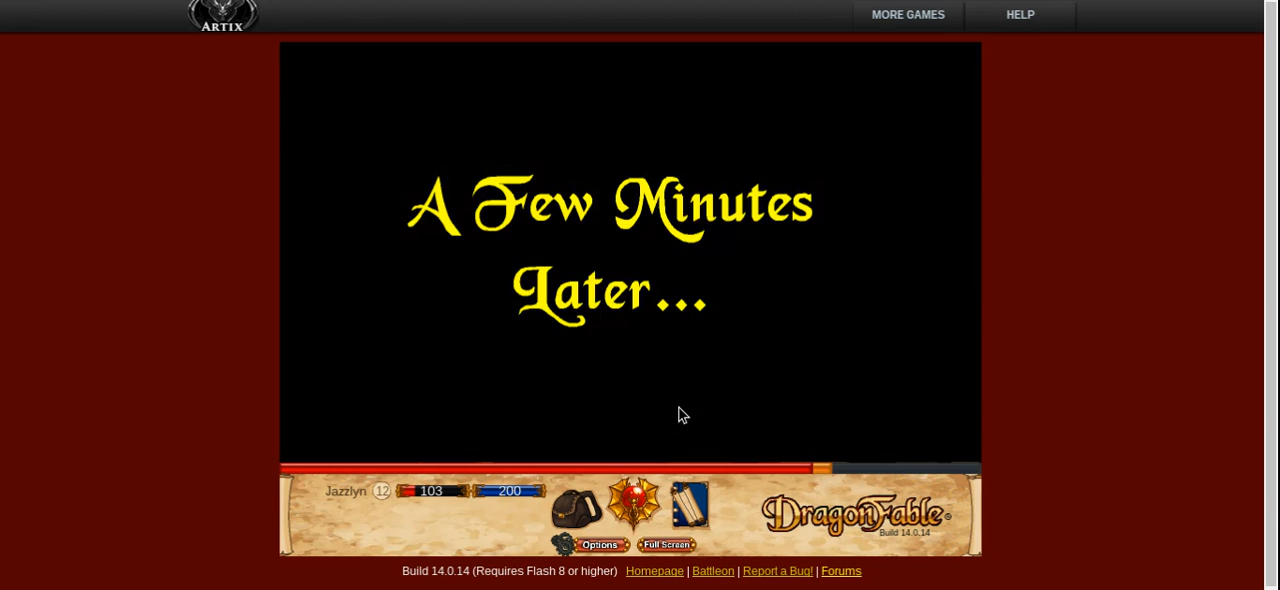 ARTIX
MORE GAMES
HELP
A Few Minutes
Later...
Jazzlyn 12 103 200
DragonFable
Build 14.0.14
Options
Full Screen
Build 14.0.14 (Requires Flash 8 or higher) Homepage | Battleon | Report a Bug! | Forums